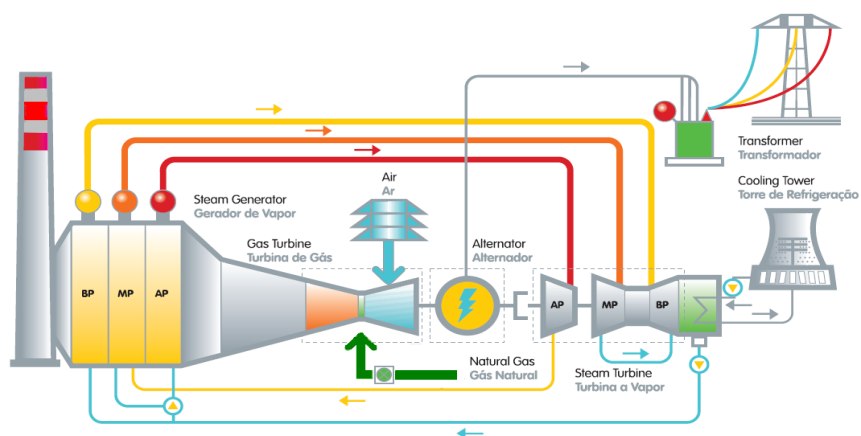 Transformer
Transformador
Cooling Tower
Torre de Refrigeração
Air
Ar
Steam Generator
Gerador de Vapor
Gas Turbine
Turbina de Gás
Alternator
Alternador
BP
MP
AP
AP
MP
BP
Natural Gas
Gás Natural
Steam Turbine
Turbina a Vapor